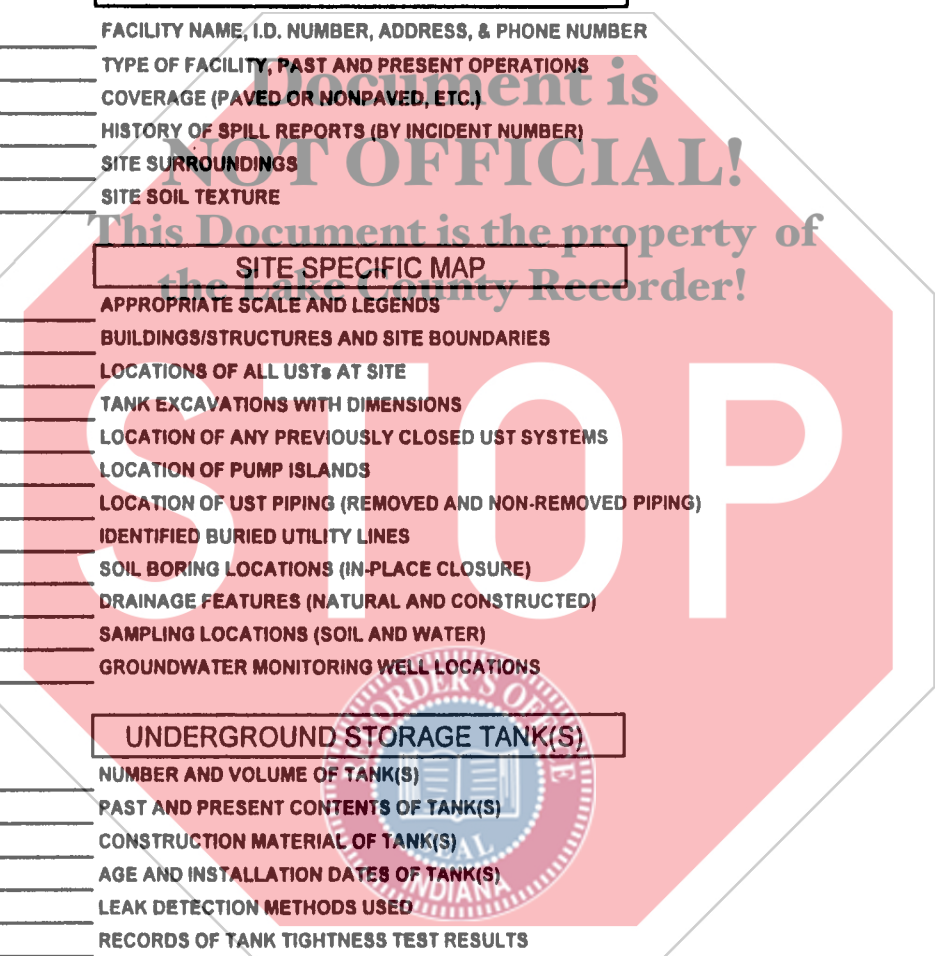 FACILITY NAME, I.D. NUMBER, ADDRESS, & PHONE NUMBER
TYPE OF FACILITY, PAST AND PRESENT OPERATIONS
COVERAGE (PAVED OR NONPAVED, ETC.)
HISTORY OF SPILL REPORTS (BY INCIDENT NUMBER)
SITE SURROUNDINGS
SITE SOIL TEXTURE
Document is
NOT OFFICIAL!
This Document is the property of
the Lake County Recorder!
SITE SPECIFIC MAP
APPROPRIATE SCALE AND LEGENDS
BUILDINGS/STRUCTURES AND SITE BOUNDARIES
LOCATIONS OF ALL USTs AT SITE
TANK EXCAVATIONS WITH DIMENSIONS
LOCATION OF ANY PREVIOUSLY CLOSED UST SYSTEMS
LOCATION OF PUMP ISLANDS
LOCATION OF UST PIPING (REMOVED AND NON-REMOVED PIPING)
IDENTIFIED BURIED UTILITY LINES
SOIL BORING LOCATIONS (IN-PLACE CLOSURE)
DRAINAGE FEATURES (NATURAL AND CONSTRUCTED)
SAMPLING LOCATIONS (SOIL AND WATER)
GROUNDWATER MONITORING WELL LOCATIONS
STOP
UNDERGROUND STORAGE TANK(S)
NUMBER AND VOLUME OF TANK(S)
PAST AND PRESENT CONTENTS OF TANK(S)
CONSTRUCTION MATERIAL OF TANK(S)
AGE AND INSTALLATION DATES OF TANK(S)
LEAK DETECTION METHODS USED
RECORDS OF TANK TIGHTNESS TEST RESULTS
RECORDER'S OFFICE
SEAL
INDIANA